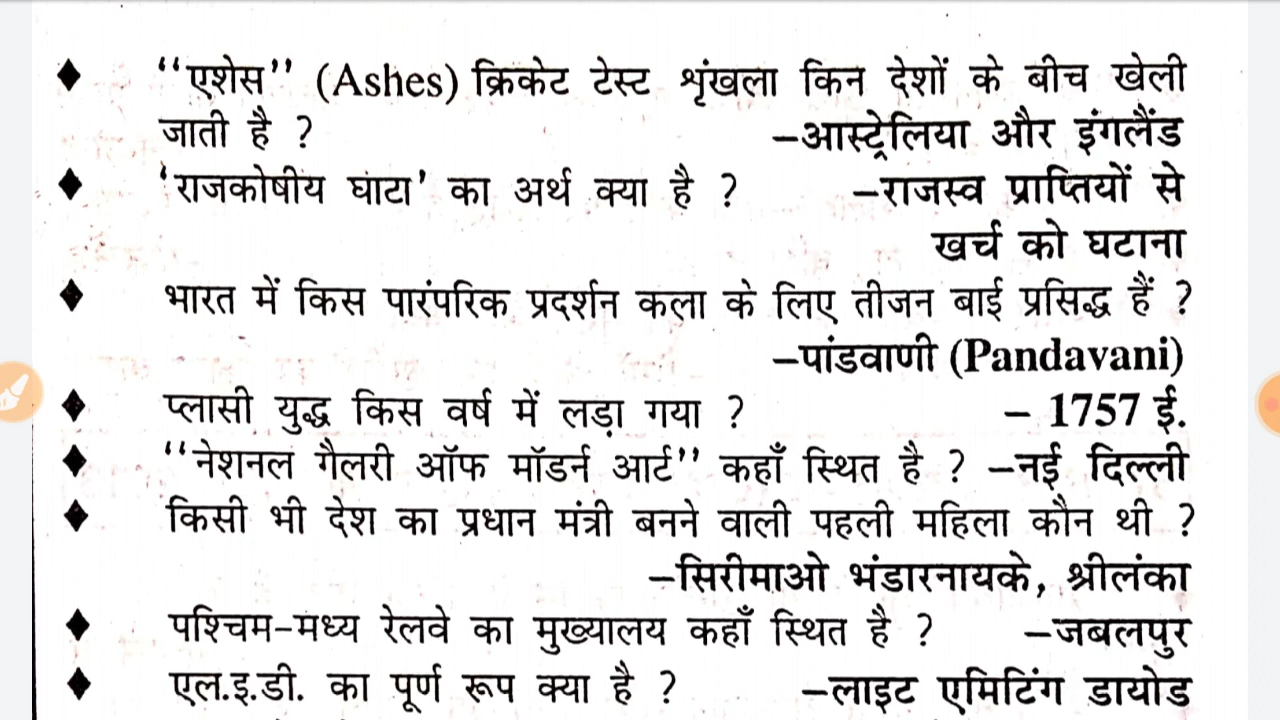 ♦ “एशेस” (Ashes) क्रिकेट टेस्ट शृंखला किन देशों के बीच खेली
जाती है ? –आस्ट्रेलिया और इंगलैंड
♦ ‘राजकोषीय घाटा’ का अर्थ क्या है ? –राजस्व प्राप्तियों से
खर्च को घटाना
♦ भारत में किस पारंपरिक प्रदर्शन कला के लिए तीजन बाई प्रसिद्ध हैं ?
–पांडवाणी (Pandavani)
♦ प्लासी युद्ध किस वर्ष में लड़ा गया ? – 1757 ई.
♦ “नेशनल गैलरी ऑफ मॉडर्न आर्ट” कहाँ स्थित है ? –नई दिल्ली
♦ किसी भी देश का प्रधान मंत्री बनने वाली पहली महिला कौन थी ?
–सिरीमाओ भंडारनायके, श्रीलंका
♦ पश्चिम-मध्य रेलवे का मुख्यालय कहाँ स्थित है ? –जबलपुर
♦ एल.इ.डी. का पूर्ण रूप क्या है ? –लाइट एमिटिंग डायोड